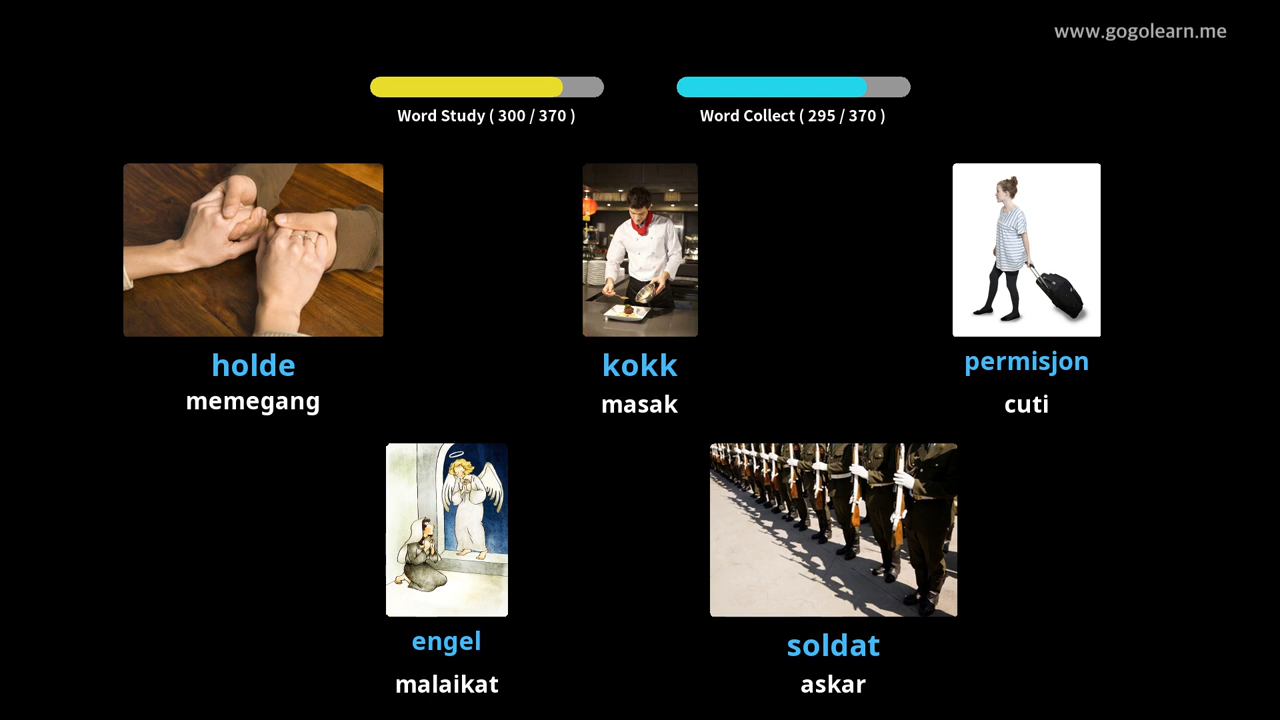 www.gogolearn.me
Word Study ( 300 / 370 )
Word Collect ( 295 / 370 )
holde
memegang
kokk
masak
permisjon
cuti
engel
malaikat
soldat
askar